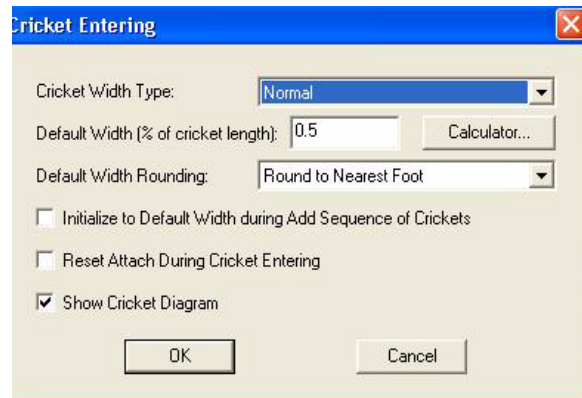 Cricket Entering
Cricket Width Type: Normal
Default Width (% of cricket length): 0.5 Calculator...
Default Width Rounding: Round to Nearest Foot
Initialize to Default Width during Add Sequence of Crickets
Reset Attach During Cricket Entering
Show Cricket Diagram
OK Cancel